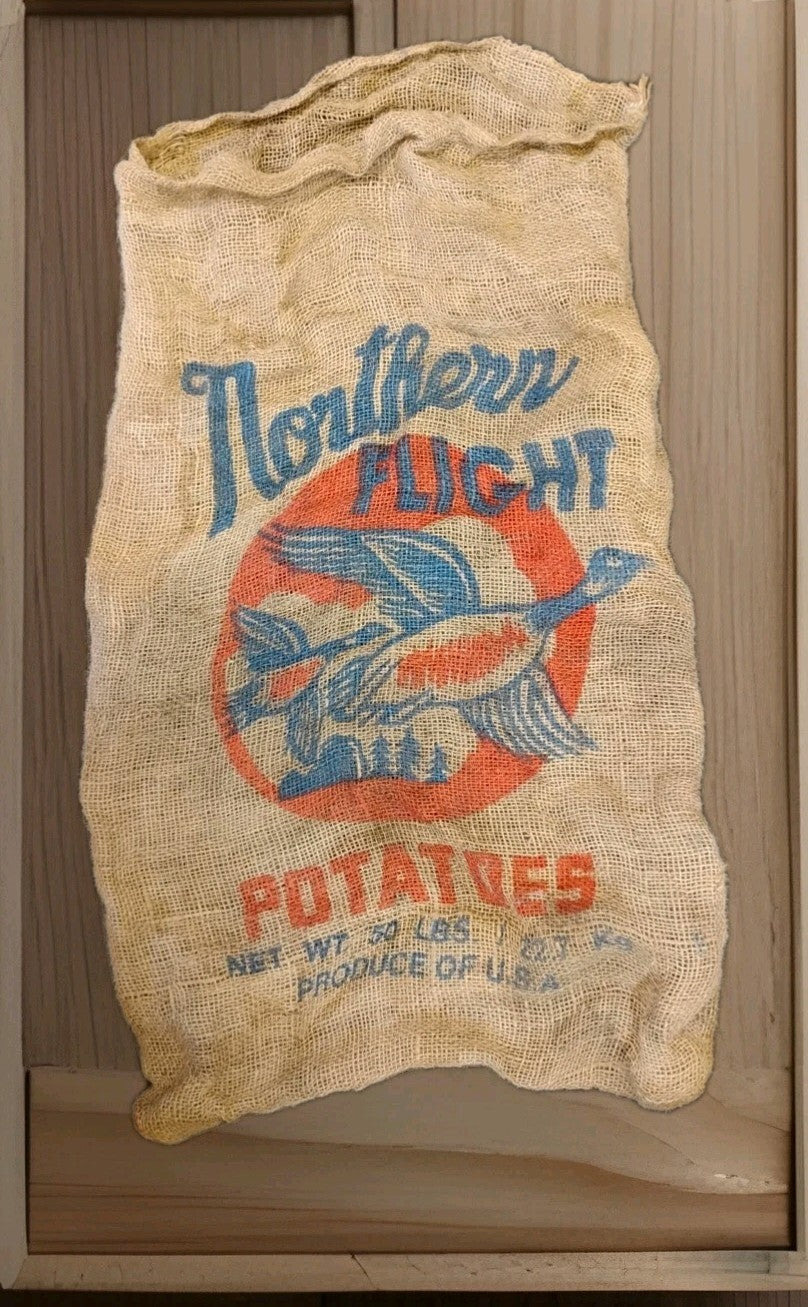 Northern
FLIGHT
POTATOES
NET WT 50 LBS
PRODUCE OF U.S.A